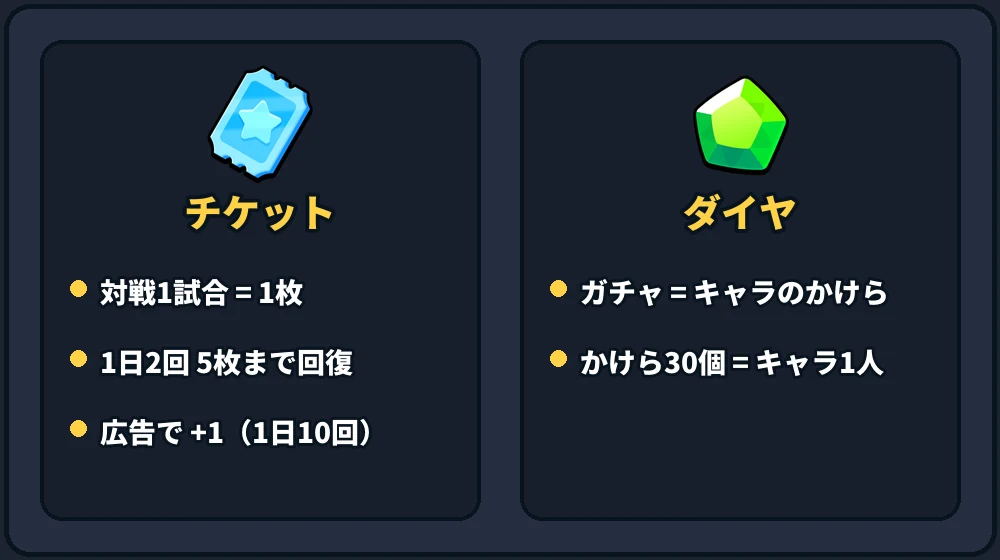 チケット
対戦1試合 = 1枚
1日2回 5枚まで回復
広告で +1（1日10回）
ダイヤ
ガチャ = キャラのかけら
かけら30個 = キャラ1人